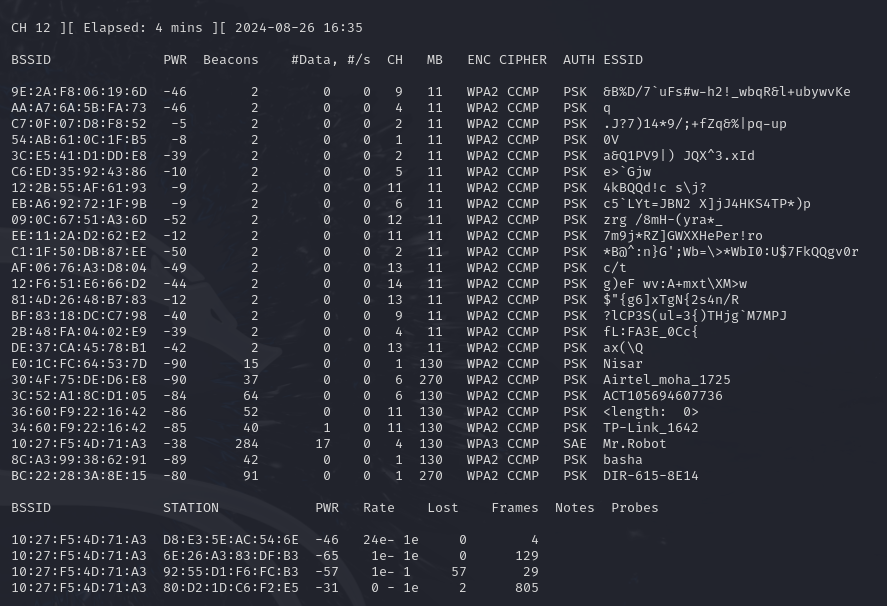 CH 12 ][ Elapsed: 4 mins ][ 2024-08-26 16:35
BSSID PWR Beacons #Data, #/s CH MB ENC CIPHER AUTH ESSID
9E:2A:F8:06:19:6D -46 2 0 0 9 11 WPA2 CCMP PSK &B%D/7`uFs#w-h2!_wbqR&l+ubywvKe
AA:A7:6A:5B:FA:73 -46 2 0 0 4 11 WPA2 CCMP PSK q
C7:0F:07:D8:F8:52 -5 2 0 0 2 11 WPA2 CCMP PSK .J?7)14*9/;+fZq&%|pq-up
54:AB:61:0C:1F:B5 -8 2 0 0 1 11 WPA2 CCMP PSK 0V
3C:E5:41:D1:DD:E8 -39 2 0 0 2 11 WPA2 CCMP PSK a&Q1PV9|) JQX^3.xId
C6:ED:35:92:43:86 -10 2 0 0 5 11 WPA2 CCMP PSK e>`Gjw
12:2B:55:AF:61:93 -9 2 0 0 11 11 WPA2 CCMP PSK 4kBQQd!c s\j?
EB:A6:92:72:1F:9B -9 2 0 0 6 11 WPA2 CCMP PSK c5`LYt=JBN2 X]jJ4HKS4TP*)p
09:0C:67:51:A3:6D -52 2 0 0 12 11 WPA2 CCMP PSK zrg /8mH-(yra*_
EE:11:2A:D2:62:E2 -12 2 0 0 11 11 WPA2 CCMP PSK 7m9j*RZ]GWXXHePer!ro
C1:1F:50:DB:87:EE -50 2 0 0 2 11 WPA2 CCMP PSK *B@^:n}G';Wb=\>*WbI0:U$7FkQQgv0r
AF:06:76:A3:D8:04 -49 2 0 0 13 11 WPA2 CCMP PSK c/t
12:F6:51:E6:66:D2 -44 2 0 0 14 11 WPA2 CCMP PSK g)eF wv:A+mxt\XM>w
81:4D:26:48:B7:83 -12 2 0 0 13 11 WPA2 CCMP PSK $"{g6]xTgN{2s4n/R
BF:83:18:DC:C7:98 -40 2 0 0 9 11 WPA2 CCMP PSK ?lCP3S(ul=3{)THjg`M7MPJ
2B:48:FA:04:02:E9 -39 2 0 0 4 11 WPA2 CCMP PSK fL:FA3E_0Cc{
DE:37:CA:45:78:B1 -42 2 0 0 13 11 WPA2 CCMP PSK ax(\Q
E0:1C:FC:64:53:7D -90 15 0 0 1 130 WPA2 CCMP PSK Nisar
30:4F:75:DE:D6:E8 -90 37 0 0 6 270 WPA2 CCMP PSK Airtel_moha_1725
3C:52:A1:8C:D1:05 -84 64 0 0 6 130 WPA2 CCMP PSK ACT105694607736
36:60:F9:22:16:42 -86 52 0 0 11 130 WPA2 CCMP PSK <length: 0>
34:60:F9:22:16:42 -85 40 1 0 11 130 WPA2 CCMP PSK TP-Link_1642
10:27:F5:4D:71:A3 -38 284 17 0 4 130 WPA3 CCMP SAE Mr.Robot
8C:A3:99:38:62:91 -89 42 0 0 1 130 WPA2 CCMP PSK basha
BC:22:28:3A:8E:15 -80 91 0 0 1 270 WPA2 CCMP PSK DIR-615-8E14
BSSID STATION PWR Rate Lost Frames Notes Probes
10:27:F5:4D:71:A3 D8:E3:5E:AC:54:6E -46 24e- 1e 0 4
10:27:F5:4D:71:A3 6E:26:A3:83:DF:B3 -65 1e- 1e 0 129
10:27:F5:4D:71:A3 92:55:D1:F6:FC:B3 -57 1e- 1 57 29
10:27:F5:4D:71:A3 80:D2:1D:C6:F2:E5 -31 0 - 1e 2 805